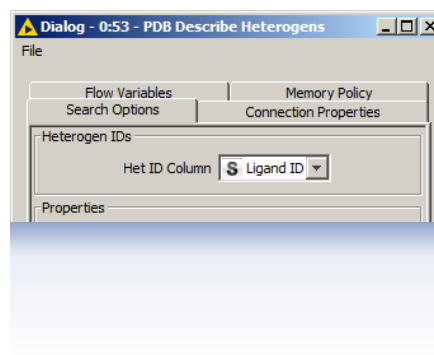 Dialog - 0:53 - PDB Describe Heterogens
File
Flow Variables Memory Policy
Search Options Connection Properties
Heterogen IDs
Het ID Column S Ligand ID
Properties